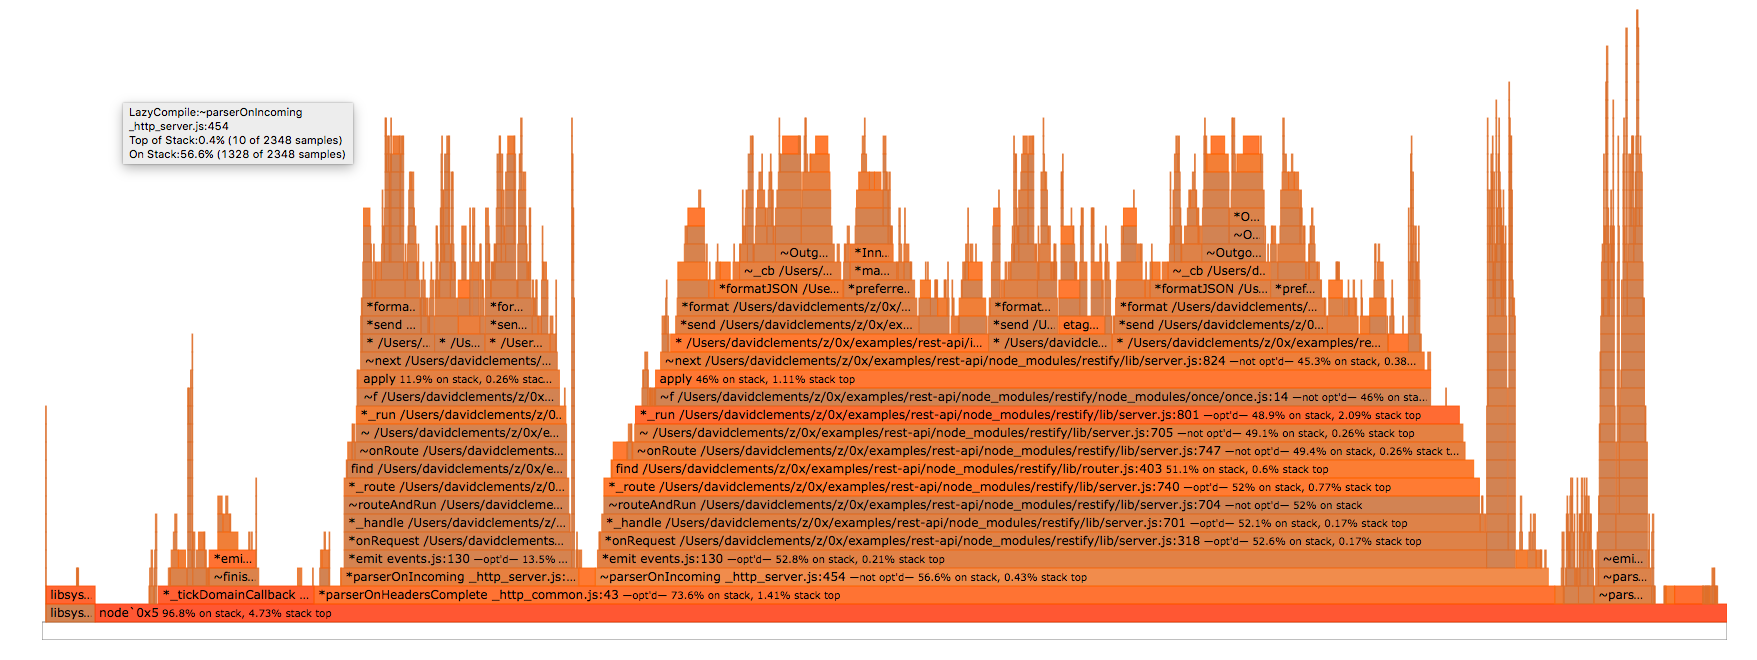 LazyCompile:~parserOnIncoming
_http_server.js:454
Top of Stack:0.4% (10 of 2348 samples)
On Stack:56.6% (1328 of 2348 samples)
*O...
~O...
~Outg... *Inn... ~Outgo...
~_cb /Users/... *ma... ~_cb /Users/d...
*formatJSON /Use... *preferre... *formatJSON /Us... *pref...
*forma... *for... *format /Users/davidclements/z/0x/... *format... *format /Users/davidclements/...
*send ... *sen... *send /Users/davidclements/z/0x/ex... *send /U... etag... *send /Users/davidclements/z/0...
* /Users/... * /Us... * /User... * /Users/davidclements/z/0x/examples/rest-api/i... * /Users/davidcle... * /Users/davidclements/z/0x/examples/re...
~next /Users/davidclements/... ~next /Users/davidclements/z/0x/examples/rest-api/node_modules/restify/lib/server.js:824 —not opt'd— 45.3% on stack, 0.38...
apply 11.9% on stack, 0.26% stac... apply 46% on stack, 1.11% stack top
~f /Users/davidclements/z/0x... ~f /Users/davidclements/z/0x/examples/rest-api/node_modules/restify/node_modules/once/once.js:14 —not opt'd— 46% on sta...
*_run /Users/davidclements/z/0... *_run /Users/davidclements/z/0x/examples/rest-api/node_modules/restify/lib/server.js:801 —opt'd— 48.9% on stack, 2.09% stack top
~ /Users/davidclements/z/0x/e... ~ /Users/davidclements/z/0x/examples/rest-api/node_modules/restify/lib/server.js:705 —not opt'd— 49.1% on stack, 0.26% stack top
~onRoute /Users/davidclements... ~onRoute /Users/davidclements/z/0x/examples/rest-api/node_modules/restify/lib/server.js:747 —not opt'd— 49.4% on stack, 0.26% stack t...
find /Users/davidclements/z/0x/e... find /Users/davidclements/z/0x/examples/rest-api/node_modules/restify/lib/router.js:403 51.1% on stack, 0.6% stack top
*_route /Users/davidclements/z/0... *_route /Users/davidclements/z/0x/examples/rest-api/node_modules/restify/lib/server.js:740 —opt'd— 52% on stack, 0.77% stack top
~routeAndRun /Users/davidcleme... ~routeAndRun /Users/davidclements/z/0x/examples/rest-api/node_modules/restify/lib/server.js:704 —not opt'd— 52% on stack
*_handle /Users/davidclements/z/... *_handle /Users/davidclements/z/0x/examples/rest-api/node_modules/restify/lib/server.js:701 —opt'd— 52.1% on stack, 0.17% stack top
*onRequest /Users/davidclements... *onRequest /Users/davidclements/z/0x/examples/rest-api/node_modules/restify/lib/server.js:318 —opt'd— 52.6% on stack, 0.17% stack top
*emi... *emit events.js:130 —opt'd— 13.5% ... *emit events.js:130 —opt'd— 52.8% on stack, 0.21% stack top ~emi...
~finis... *parserOnIncoming _http_server.js:... ~parserOnIncoming _http_server.js:454 —not opt'd— 56.6% on stack, 0.43% stack top ~pars...
libsys... *_tickDomainCallback ... *parserOnHeadersComplete _http_common.js:43 —opt'd— 73.6% on stack, 1.41% stack top ~pars...
libsys... node`0x5 96.8% on stack, 4.73% stack top